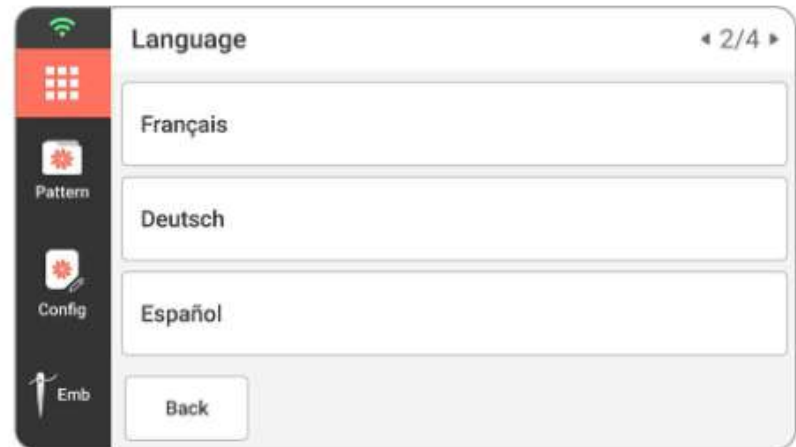 Language
◂ 2/4 ▸
Français
Pattern
Deutsch
Config
Español
Emb
Back